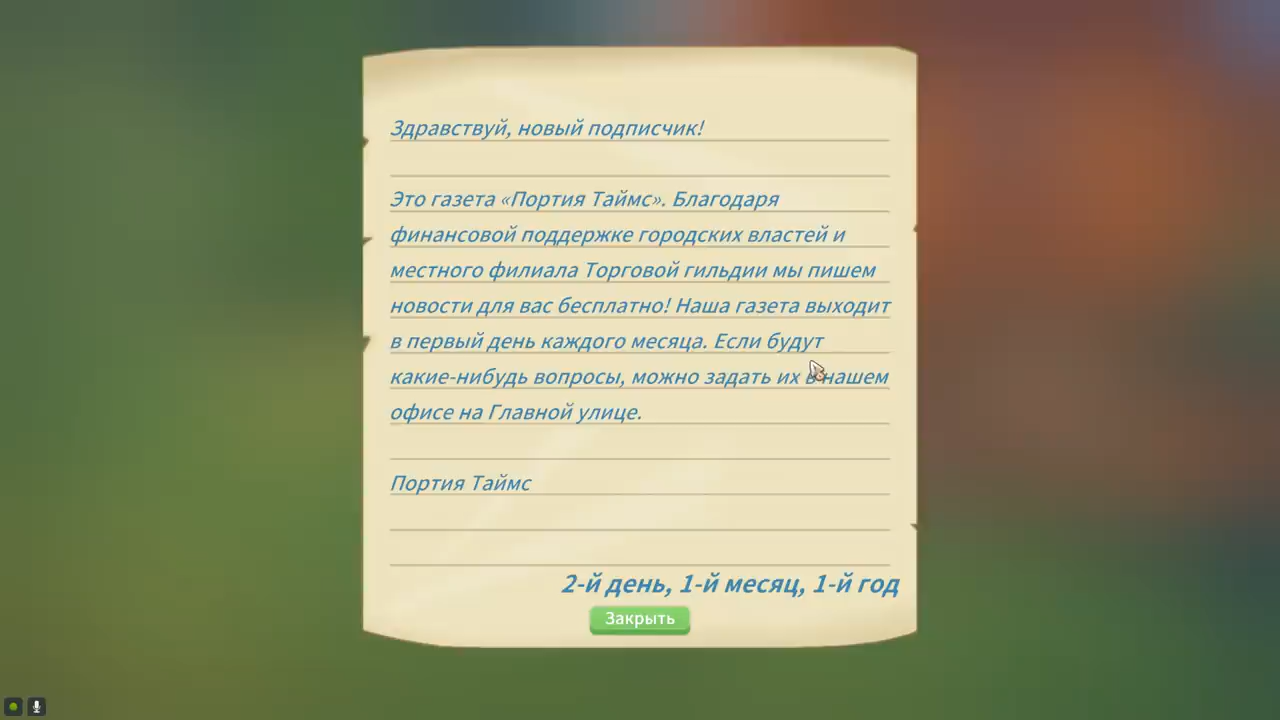 Здравствуй, новый подписчик!
Это газета «Портия Таймс». Благодаря
финансовой поддержке городских властей и
местного филиала Торговой гильдии мы пишем
новости для вас бесплатно! Наша газета выходит
в первый день каждого месяца. Если будут
какие-нибудь вопросы, можно задать их в нашем
офисе на Главной улице.
Портия Таймс
2-й день, 1-й месяц, 1-й год
Закрыть